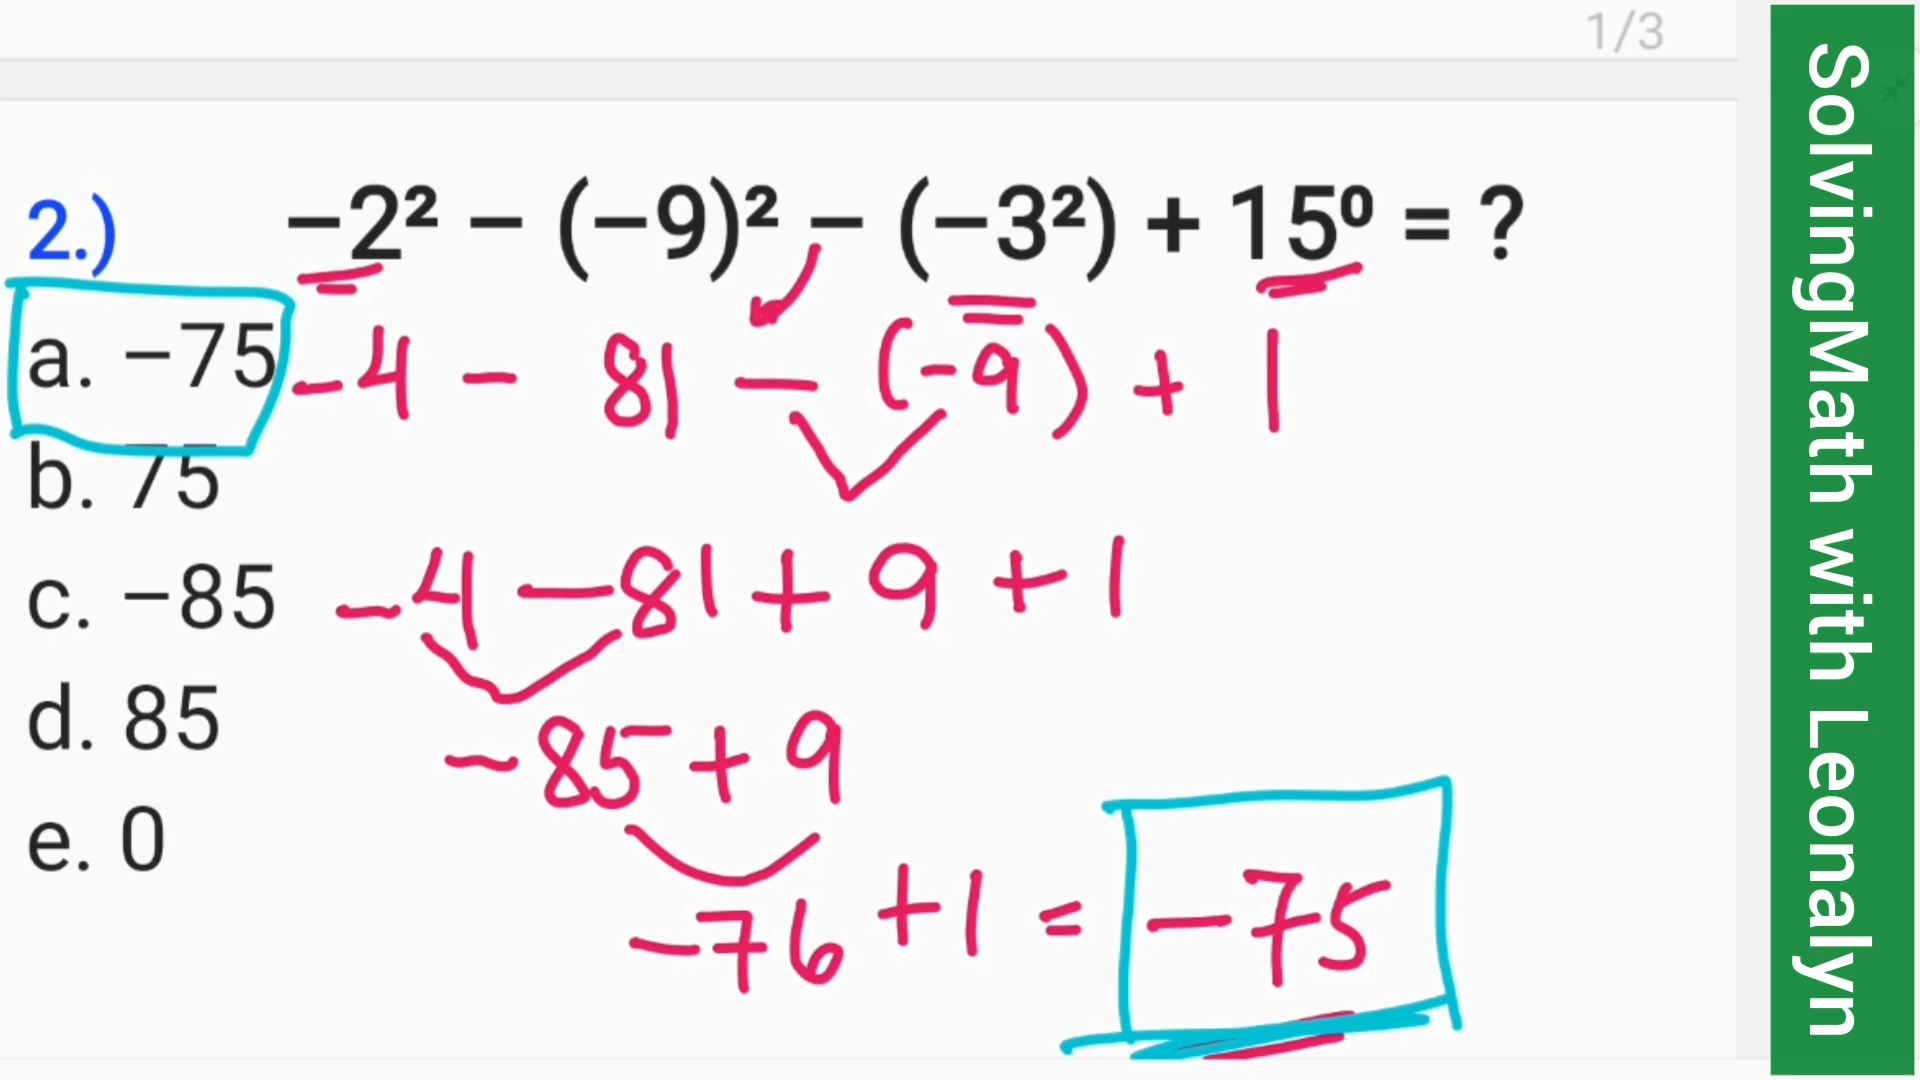 1/3
2.) −2² − (−9)² − (−3²) + 15⁰ = ?
a. −75
-4 - 81 - (-9) + 1
b. 75
c. −85
-4 - 81 + 9 + 1
d. 85
-85 + 9
e. 0
-76 + 1 = -75
SolvingMath with Leonalyn